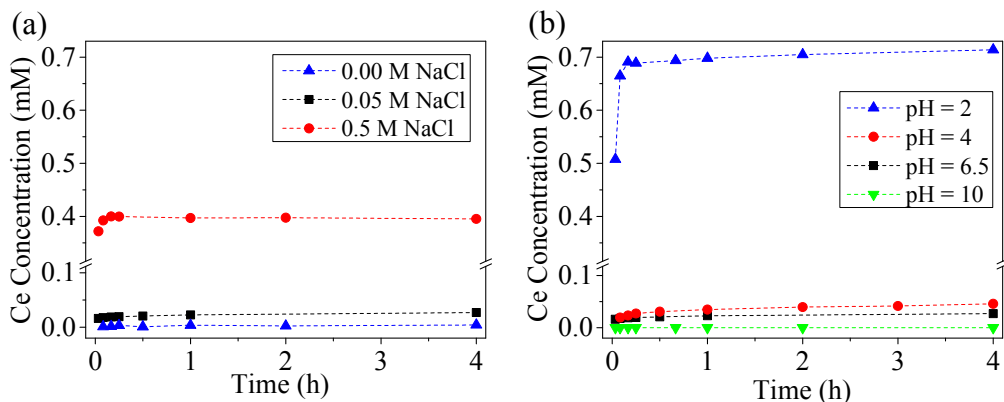 (a)
Ce Concentration (mM)
0.7
0.6
0.5
0.4
0.1
0.0
0.00 M NaCl
0.05 M NaCl
0.5 M NaCl
0 1 2 3 4
Time (h)
(b)
Ce Concentration (mM)
0.7
0.6
0.5
0.4
0.1
0.0
pH = 2
pH = 4
pH = 6.5
pH = 10
0 1 2 3 4
Time (h)